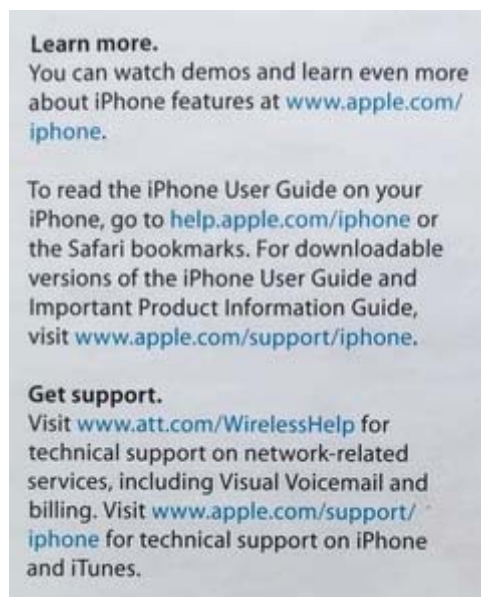 Learn more.
You can watch demos and learn even more
about iPhone features at www.apple.com/
iphone.
To read the iPhone User Guide on your
iPhone, go to help.apple.com/iphone or
the Safari bookmarks. For downloadable
versions of the iPhone User Guide and
Important Product Information Guide,
visit www.apple.com/support/iphone.
Get support.
Visit www.att.com/WirelessHelp for
technical support on network-related
services, including Visual Voicemail and
billing. Visit www.apple.com/support/
iphone for technical support on iPhone
and iTunes.